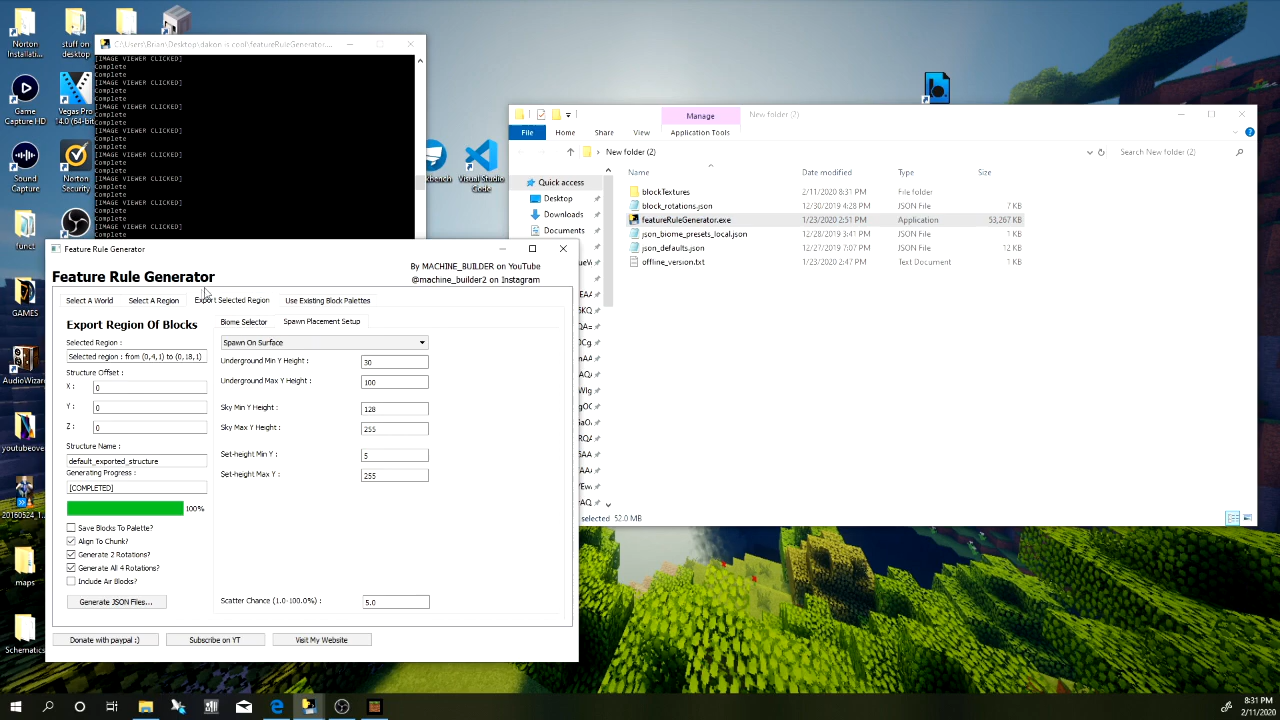 Norton Installati...
stuff on desktop
Game Capture HD
Vegas Pro 14.0 (64-bit)
Sound Capture
Norton Security
funct
GAMES
AudioWizard
youtubeove
20160524_1...
maps
Schematics
Visual Studio Code
C:\Users\Brian\Desktop\dakon is cool\featureRuleGenerator....
[IMAGE VIEWER CLICKED]
Complete
[IMAGE VIEWER CLICKED]
Complete
Complete
[IMAGE VIEWER CLICKED]
Complete
Complete
[IMAGE VIEWER CLICKED]
Complete
Complete
[IMAGE VIEWER CLICKED]
Complete
Complete
[IMAGE VIEWER CLICKED]
Complete
Complete
[IMAGE VIEWER CLICKED]
Complete
Complete
[IMAGE VIEWER CLICKED]
Complete
Manage
New folder (2)
File Home Share View Application Tools
New folder (2)
Search New folder (2)
Name Date modified Type Size
Quick access
Desktop
Downloads
Documents
blockTextures 2/11/2020 8:31 PM File folder
block_rotations.json 12/30/2019 4:28 PM JSON File 7 KB
featureRuleGenerator.exe 1/23/2020 2:51 PM Application 53,267 KB
json_biome_presets_local.json 12/28/2019 3:41 PM JSON File 1 KB
json_defaults.json 12/27/2019 7:07 PM JSON File 12 KB
offline_version.txt 1/23/2020 2:47 PM Text Document 1 KB
selected 52.0 MB
Feature Rule Generator
Feature Rule Generator
By MACHINE_BUILDER on YouTube
@machine_builder2 on Instagram
Select A World Select A Region Export Selected Region Use Existing Block Palettes
Export Region Of Blocks
Selected Region :
Selected region : from (0,4,1) to (0,18,1)
Structure Offset :
X : 0
Y : 0
Z : 0
Structure Name :
default_exported_structure
Generating Progress :
[COMPLETED]
100%
Save Blocks To Palette?
Align To Chunk?
Generate 2 Rotations?
Generate All 4 Rotations?
Include Air Blocks?
Generate JSON Files...
Biome Selector Spawn Placement Setup
Spawn On Surface
Underground Min Y Height : 30
Underground Max Y Height : 100
Sky Min Y Height : 128
Sky Max Y Height : 255
Set-height Min Y : 5
Set-height Max Y : 255
Scatter Chance (1.0-100.0%) : 5.0
Donate with paypal :) Subscribe on YT Visit My Website
8:31 PM
2/11/2020